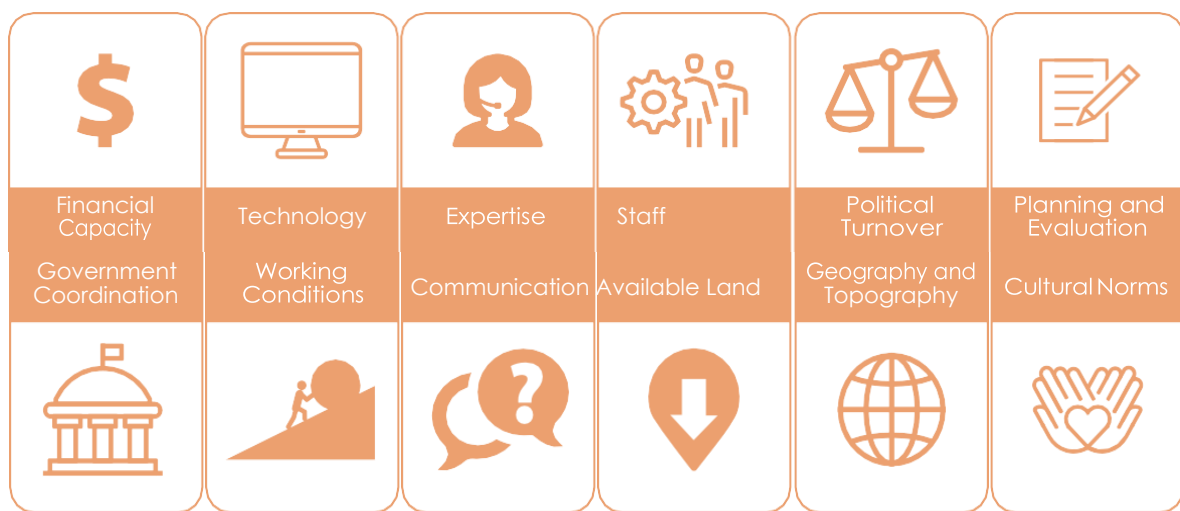 Financial
Capacity
Technology
Expertise
Staff
Political
Turnover
Planning and
Evaluation
Government
Coordination
Working
Conditions
Communication
Available Land
Geography and
Topography
Cultural Norms
$
?